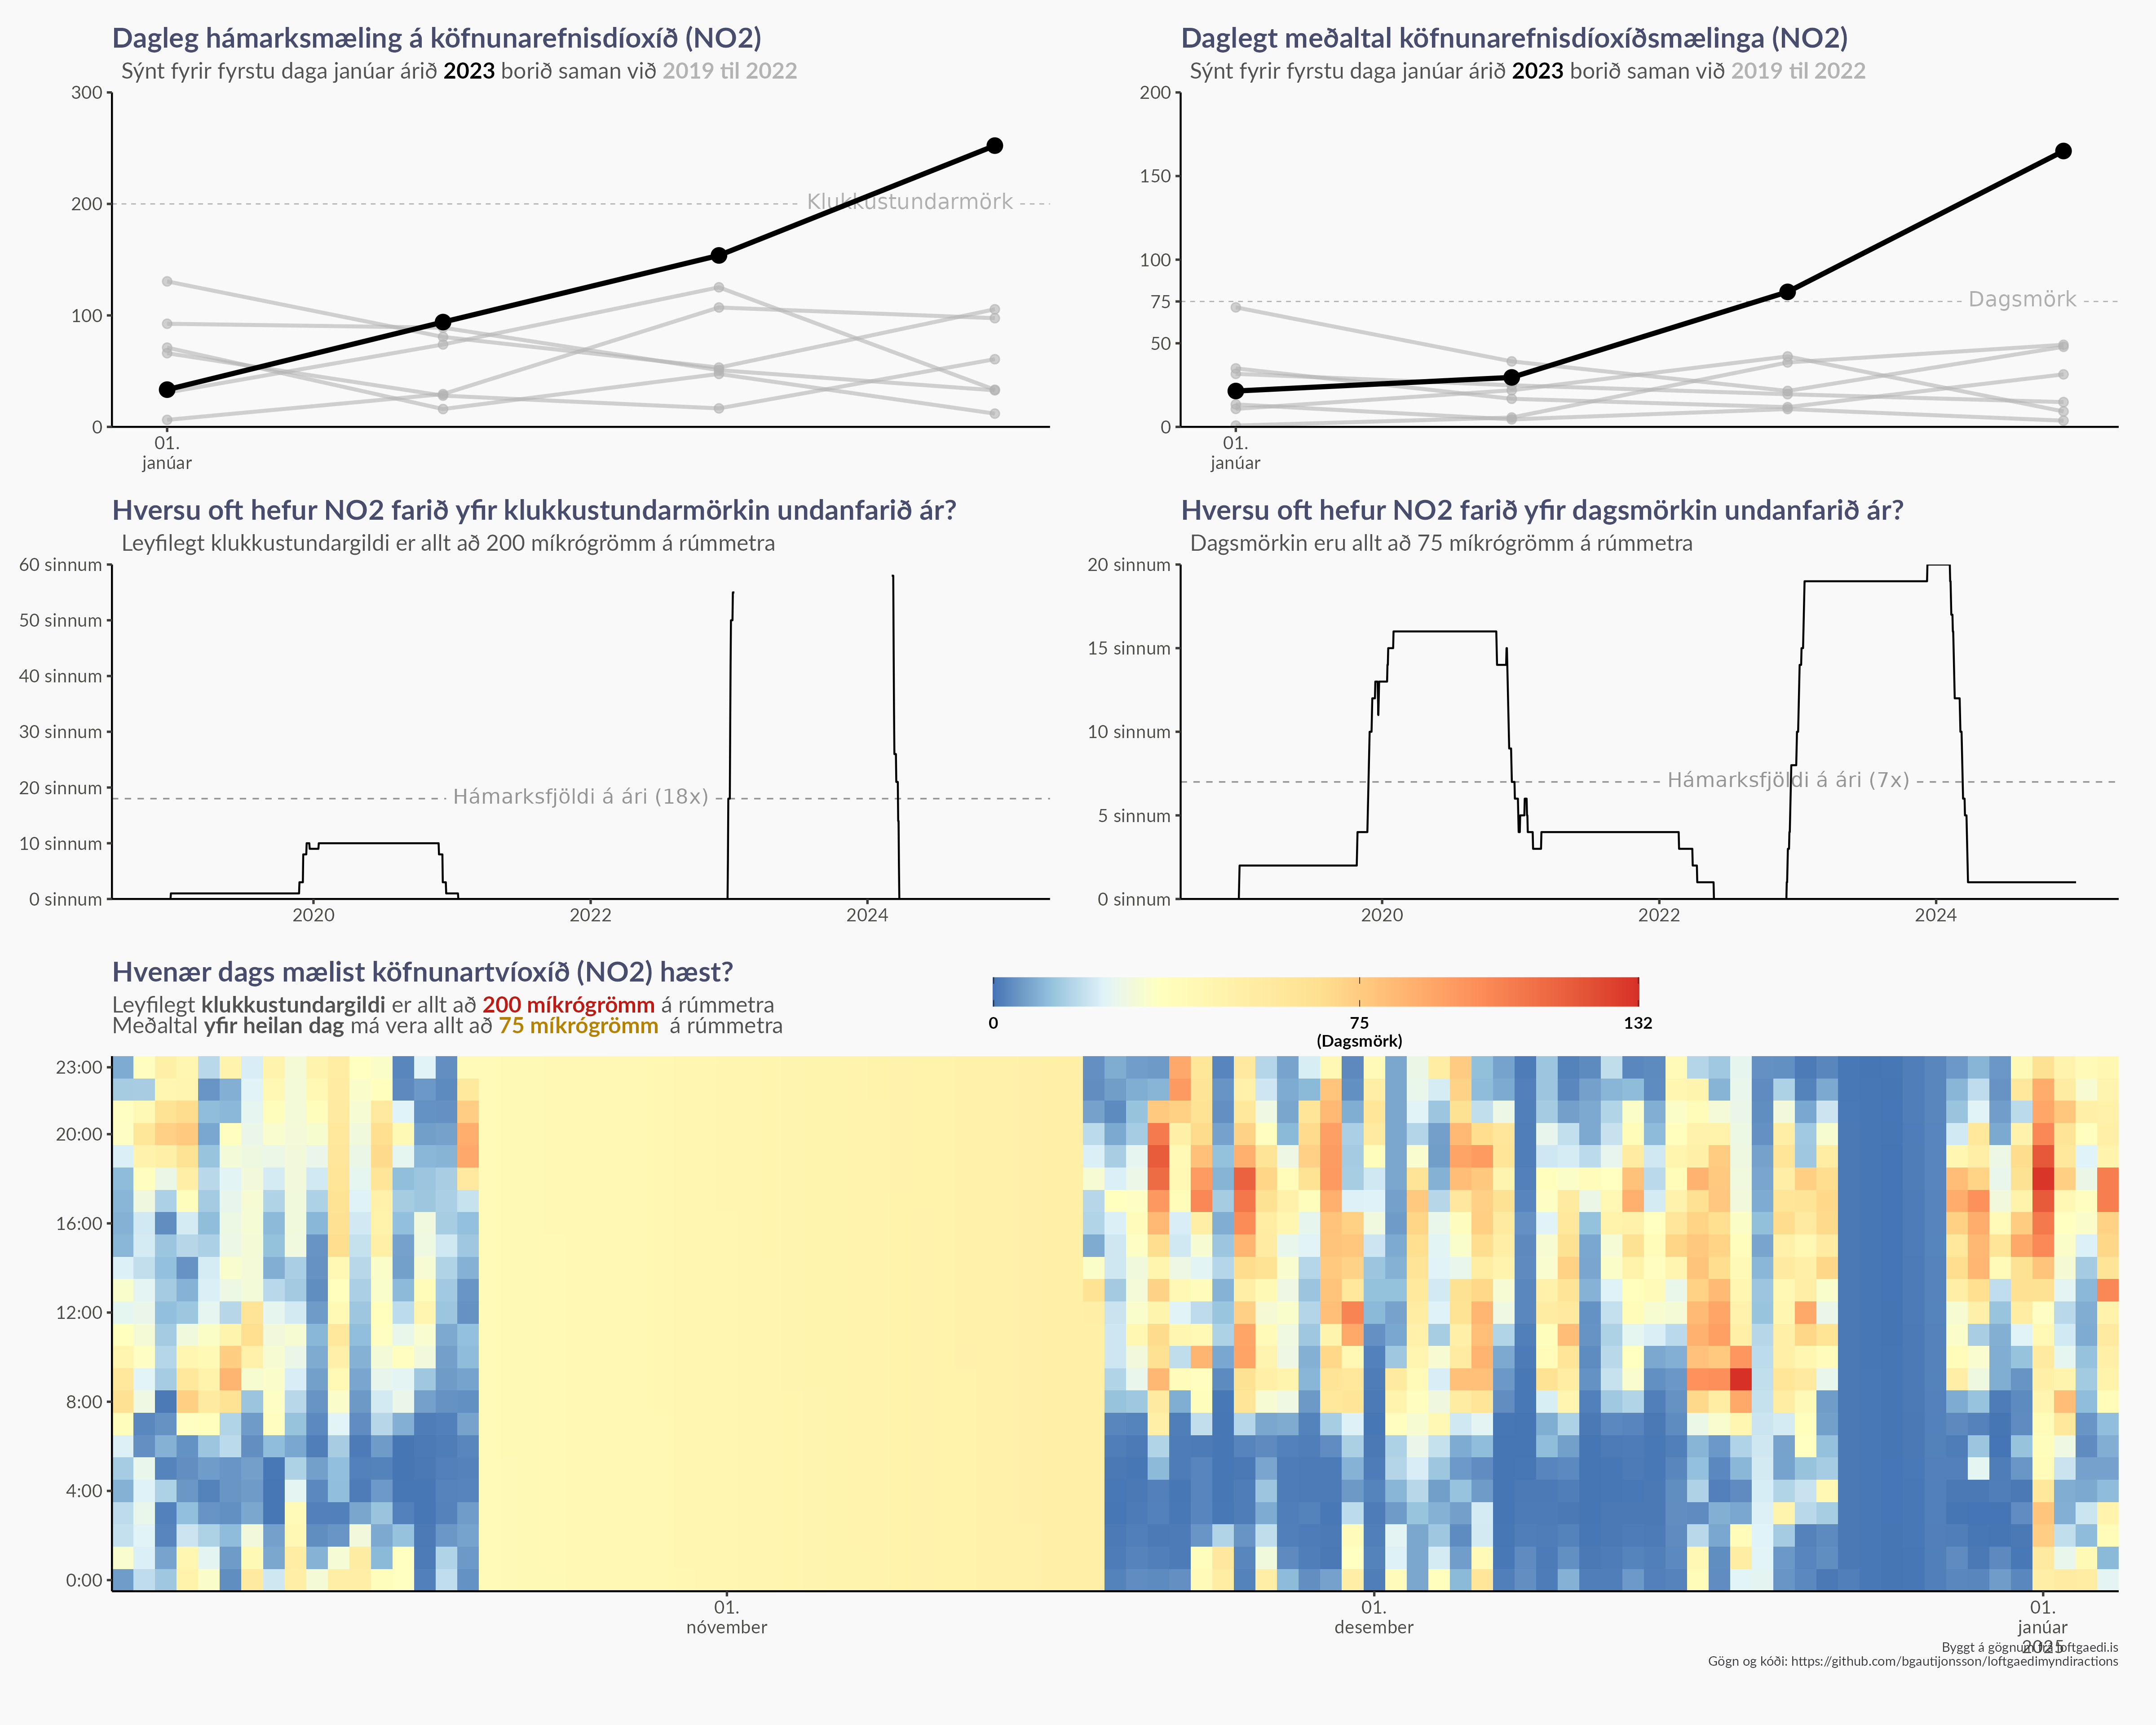 Dagleg hámarksmæling á köfnunarefnisdíoxíð (NO2)
Sýnt fyrir fyrstu daga janúar árið 2023 borið saman við 2019 til 2022
300
200
100
0
Klukkustundarmörk
01.
janúar
Daglegt meðaltal köfnunarefnisdíoxíðsmælinga (NO2)
Sýnt fyrir fyrstu daga janúar árið 2023 borið saman við 2019 til 2022
200
150
100
75
50
0
Dagsmörk
01.
janúar
Hversu oft hefur NO2 farið yfir klukkustundarmörkin undanfarið ár?
Leyfilegt klukkustundargildi er allt að 200 míkrógrömm á rúmmetra
60 sinnum
50 sinnum
40 sinnum
30 sinnum
20 sinnum
10 sinnum
0 sinnum
Hámarksfjöldi á ári (18x)
2020
2022
2024
Hversu oft hefur NO2 farið yfir dagsmörkin undanfarið ár?
Dagsmörkin eru allt að 75 míkrógrömm á rúmmetra
20 sinnum
15 sinnum
10 sinnum
5 sinnum
0 sinnum
Hámarksfjöldi á ári (7x)
2020
2022
2024
Hvenær dags mælist köfnunartvíoxíð (NO2) hæst?
Leyfilegt klukkustundargildi er allt að 200 míkrógrömm á rúmmetra
Meðaltal yfir heilan dag má vera allt að 75 míkrógrömm á rúmmetra
0
75
(Dagsmörk)
132
23:00
20:00
16:00
12:00
8:00
4:00
0:00
01.
nóvember
01.
desember
01.
janúar
2025
Byggt á gögnum frá loftgaedi.is
Gögn og kóði: https://github.com/bgautijonsson/loftgaedimyndiractions